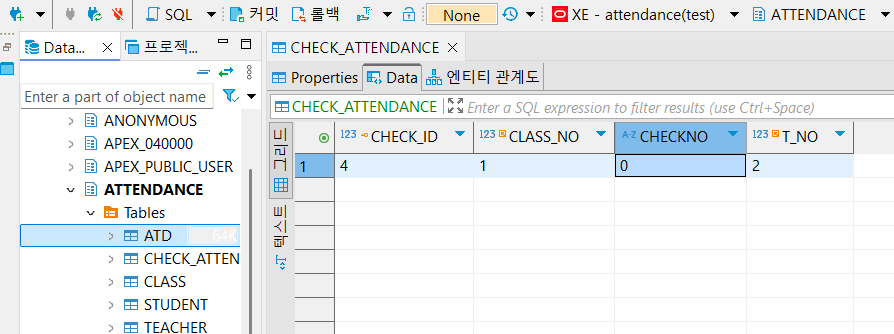 SQL 커밋 롤백 None XE - attendance(test) ATTENDANCE
Data... 프로젝...
CHECK_ATTENDANCE
Properties Data 엔티티 관계도
Enter a part of object name
CHECK_ATTENDANCE Enter a SQL expression to filter results (use Ctrl+Space)
ANONYMOUS
APEX_040000
APEX_PUBLIC_USER
ATTENDANCE
Tables
ATD 64K
CHECK_ATTEN
CLASS
STUDENT
TEACHER
그리드
텍스트
123 CHECK_ID 123 CLASS_NO A-Z CHECKNO 123 T_NO
1 4 1 0 2